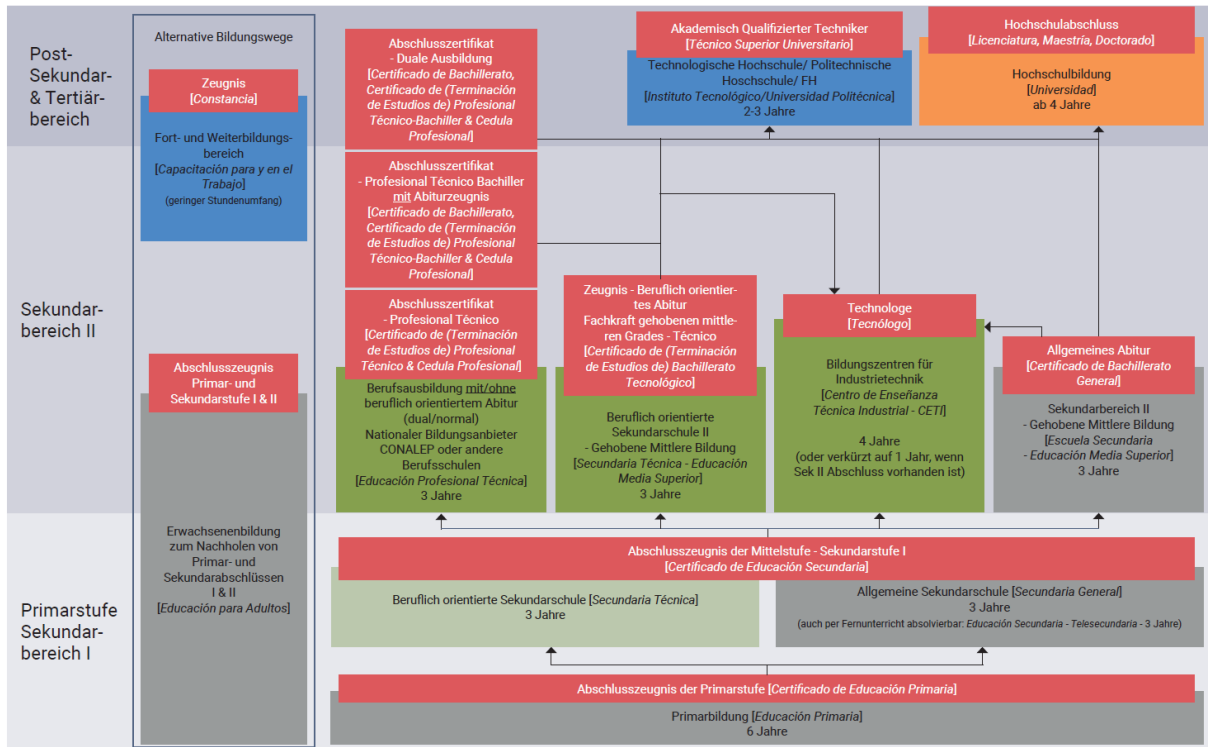 Post-
Sekundar-
& Tertiär-
bereich
Sekundar-
bereich II
Primarstufe
Sekundar-
bereich I
Alternative Bildungswege
Zeugnis
[Constancia]
Fort- und Weiterbildungs-
bereich
[Capacitación para y en el
Trabajo]
(geringer Stundenumfang)
Abschlusszeugnis
Primar- und
Sekundarstufe I & II
Erwachsenenbildung
zum Nachholen von
Primar- und
Sekundarabschlüssen
I & II
[Educación para Adultos]
Abschlusszertifikat
- Duale Ausbildung
[Certificado de Bachillerato,
Certificado de (Terminación
de Estudios de) Profesional
Técnico-Bachiller & Cedula
Profesional]
Abschlusszertifikat
- Profesional Técnico Bachiller
mit Abiturzeugnis
[Certificado de Bachillerato,
Certificado de (Terminación
de Estudios de) Profesional
Técnico-Bachiller & Cedula
Profesional]
Abschlusszertifikat
- Profesional Técnico
[Certificado de (Terminación
de Estudios de) Profesional
Técnico & Cedula Profesional]
Berufsausbildung mit/ohne
beruflich orientiertem Abitur
(dual/normal)
Nationaler Bildungsanbieter
CONALEP oder andere
Berufsschulen
[Educación Profesional Técnica]
3 Jahre
Zeugnis - Beruflich orientier-
tes Abitur
Fachkraft gehobenen mittle-
ren Grades - Técnico
[Certificado de (Terminación
de Estudios de) Bachillerato
Tecnológico]
Beruflich orientierte
Sekundarschule II
- Gehobene Mittlere Bildung
[Secundaria Técnica - Educación
Media Superior]
3 Jahre
Akademisch Qualifizierter Techniker
[Técnico Superior Universitario]
Technologische Hochschule/ Politechnische
Hoschschule/ FH
[Instituto Tecnológico/Universidad Politécnica]
2-3 Jahre
Hochschulabschluss
[Licenciatura, Maestría, Doctorado]
Hochschulbildung
[Universidad]
ab 4 Jahre
Technologe
[Tecnólogo]
Bildungszentren für
Industrietechnik
[Centro de Enseñanza
Técnica Industrial - CETI]
4 Jahre
(oder verkürzt auf 1 Jahr, wenn
Sek II Abschluss vorhanden ist)
Allgemeines Abitur
[Certificado de Bachillerato
General]
Sekundarbereich II
- Gehobene Mittlere Bildung
[Escuela Secundaria
- Educación Media Superior]
3 Jahre
Abschlusszeugnis der Mittelstufe - Sekundarstufe I
[Certificado de Educación Secundaria]
Beruflich orientierte Sekundarschule [Secundaria Técnica]
3 Jahre
Allgemeine Sekundarschule [Secundaria General]
3 Jahre
(auch per Fernunterricht absolvierbar: Educación Secundaria - Telesecundaria - 3 Jahre)
Abschlusszeugnis der Primarstufe [Certificado de Educación Primaria]
Primarbildung [Educación Primaria]
6 Jahre